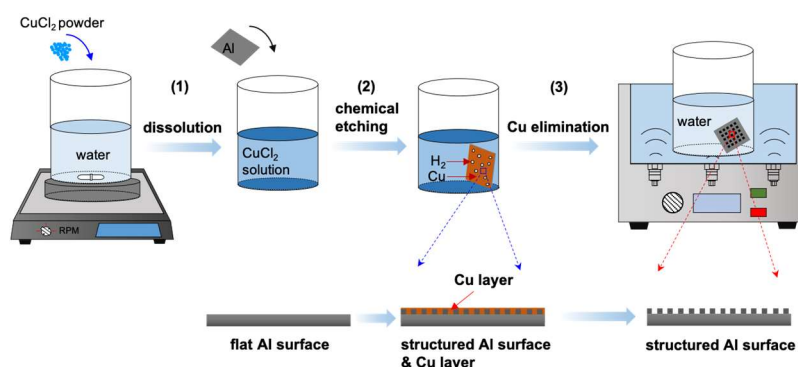 CuCl2 powder
water
RPM
(1)
dissolution
Al
CuCl2
solution
(2)
chemical
etching
H2
Cu
(3)
Cu elimination
water
Cu layer
flat Al surface
structured Al surface
& Cu layer
structured Al surface